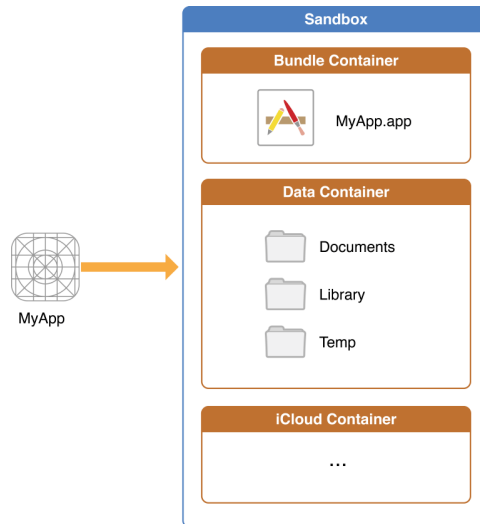 Sandbox
Bundle Container
MyApp.app
Data Container
Documents
Library
MyApp
Temp
iCloud Container
...